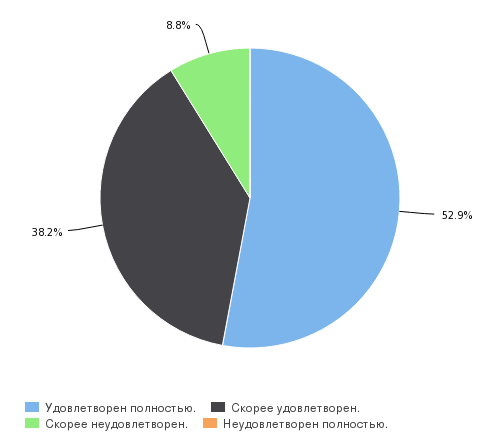 8.8%
38.2%
52.9%
Удовлетворен полностью. Скорее удовлетворен.
Скорее неудовлетворен. Неудовлетворен полностью.